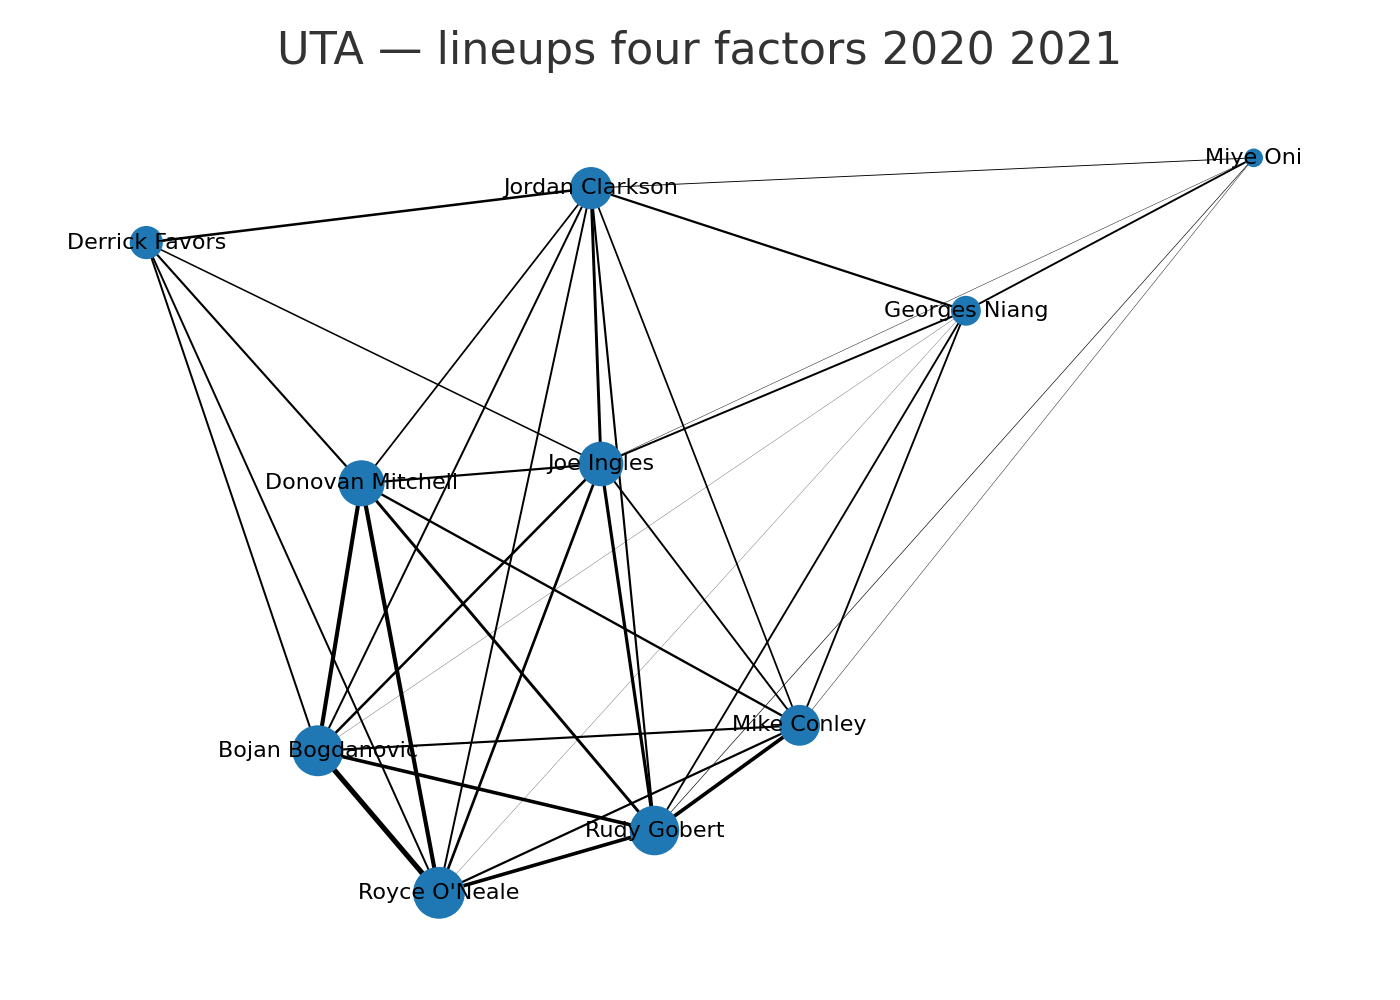 UTA — lineups four factors 2020 2021
Miye Oni
Jordan Clarkson
Derrick Favors
Georges Niang
Joe Ingles
Donovan Mitchell
Mike Conley
Bojan Bogdanovic
Rudy Gobert
Royce O'Neale